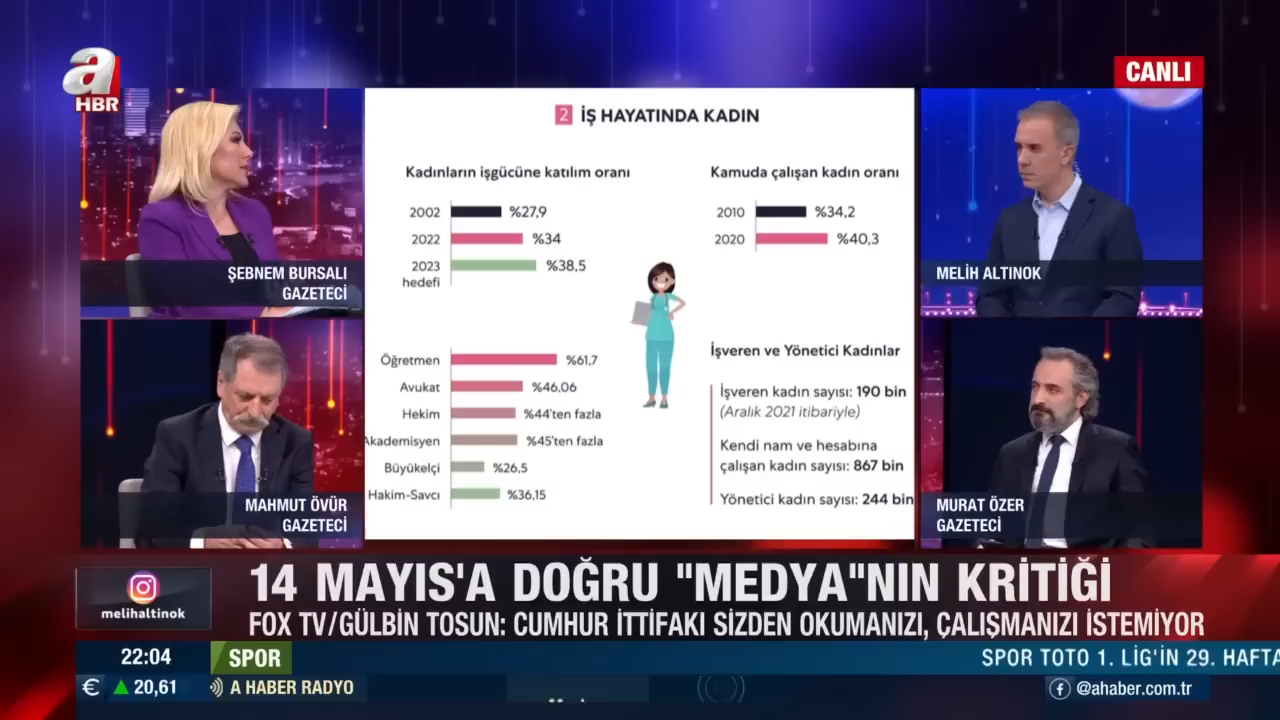 a
HBR
CANLI
2 İŞ HAYATINDA KADIN
Kadınların işgücüne katılım oranı
2002 %27,9
2022 %34
2023 hedefi %38,5
Kamuda çalışan kadın oranı
2010 %34,2
2020 %40,3
Öğretmen %61,7
Avukat %46,06
Hekim %44'ten fazla
Akademisyen %45'ten fazla
Büyükelçi %26,5
Hakim-Savcı %36,15
İşveren ve Yönetici Kadınlar
İşveren kadın sayısı: 190 bin
(Aralık 2021 itibariyle)
Kendi nam ve hesabına
çalışan kadın sayısı: 867 bin
Yönetici kadın sayısı: 244 bin
ŞEBNEM BURSALI
GAZETECİ
MELİH ALTINOK
MAHMUT ÖVÜR
GAZETECİ
MURAT ÖZER
GAZETECİ
melihaltinok
14 MAYIS'A DOĞRU "MEDYA"NIN KRİTİĞİ
FOX TV/GÜLBİN TOSUN: CUMHUR İTTİFAKI SİZDEN OKUMANIZI, ÇALIŞMANIZI İSTEMİYOR
22:04 SPOR SPOR TOTO 1. LİG'İN 29. HAFTA
€ 20,61 A HABER RADYO @ahaber.com.tr